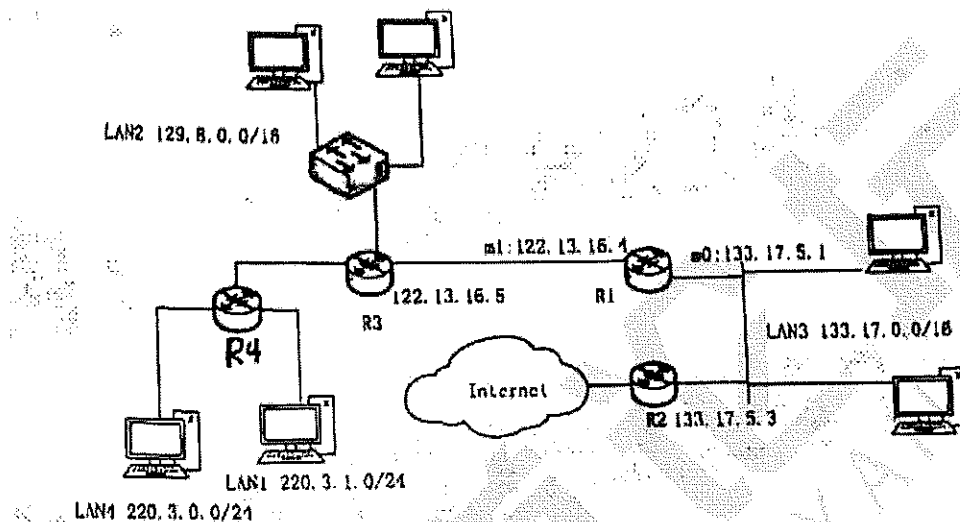 LAN2 129.8.0.0/16
m1:122.13.16.4
m0:133.17.5.1
122.13.16.5
R3
R1
R4
LAN3 133.17.0.0/16
Internet
R2 133.17.5.3
LAN1 220.3.1.0/24
LAN4 220.3.0.0/24